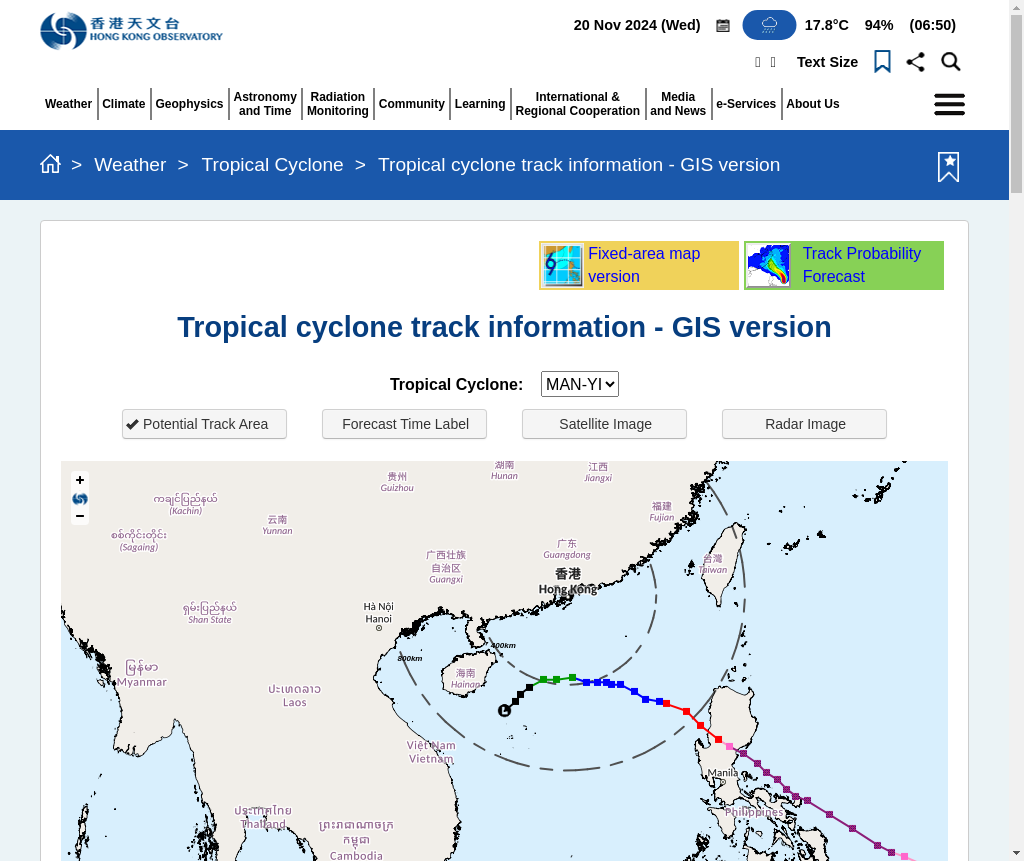 香港天文台
HONG KONG OBSERVATORY
20 Nov 2024 (Wed) 17.8°C 94% (06:50)
Text Size
Weather
Climate
Geophysics
Astronomy
and Time
Radiation
Monitoring
Community
Learning
International &
Regional Cooperation
Media
and News
e-Services
About Us
> Weather > Tropical Cyclone > Tropical cyclone track information - GIS version
Fixed-area map
version
Track Probability
Forecast
Tropical cyclone track information - GIS version
Tropical Cyclone: MAN-YI
Potential Track Area
Forecast Time Label
Satellite Image
Radar Image
+
−
湖南
Hunan
江西
Jiangxi
贵州
Guizhou
ကချင်ပြည်နယ်
(Kachin)
云南
Yunnan
福建
Fujian
စစ်ကိုင်းတိုင်း
(Sagaing)
广西壮族
自治区
Guangxi
广东
Guangdong
台灣
Taiwan
香港
Hong Kong
ရှမ်းပြည်နယ်
Shan State
Hà Nội
Hanoi
400km
800km
海南
Hainan
မြန်မာ
Myanmar
ປະເທດລາວ
Laos
L
Việt Nam
Vietnam
Manila
Philippines
ประเทศไทย
Thailand
ព្រះរាជាណាចក្រ
កម្ពុជា
Cambodia